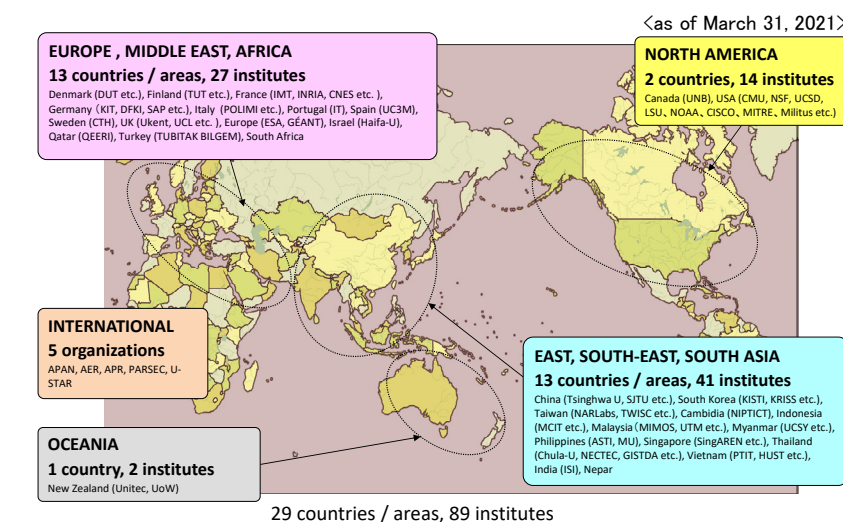 <as of March 31, 2021>
EUROPE , MIDDLE EAST, AFRICA
13 countries / areas, 27 institutes
Denmark (DUT etc.), Finland (TUT etc.), France (IMT, INRIA, CNES etc. ),
Germany (KIT, DFKI, SAP etc.), Italy (POLIMI etc.), Portugal (IT), Spain (UC3M),
Sweden (CTH), UK (Ukent, UCL etc. ), Europe (ESA, GÉANT), Israel (Haifa-U),
Qatar (QEERI), Turkey (TUBITAK BILGEM), South Africa
NORTH AMERICA
2 countries, 14 institutes
Canada (UNB), USA (CMU, NSF, UCSD,
LSU、NOAA、CISCO、MITRE、Militus etc.)
INTERNATIONAL
5 organizations
APAN, AER, APR, PARSEC, U-
STAR
EAST, SOUTH-EAST, SOUTH ASIA
13 countries / areas, 41 institutes
China (Tsinghwa U, SJTU etc.), South Korea (KISTI, KRISS etc.),
Taiwan (NARLabs, TWISC etc.), Cambidia (NIPTICT), Indonesia
(MCIT etc.), Malaysia(MIMOS, UTM etc.), Myanmar (UCSY etc.),
Philippines (ASTI, MU), Singapore (SingAREN etc.), Thailand
(Chula-U, NECTEC, GISTDA etc.), Vietnam (PTIT, HUST etc.),
India (ISI), Nepar
OCEANIA
1 country, 2 institutes
New Zealand (Unitec, UoW)
29 countries / areas, 89 institutes